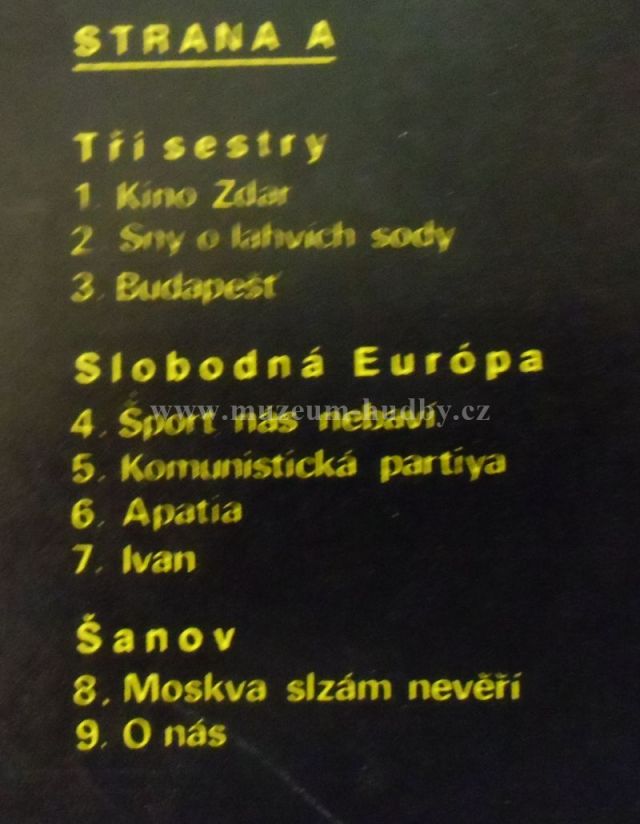 STRANA A
Tři sestry
1. Kino Zdar
2. Sny o lahvích sody
3. Budapešť
Slobodná Európa
4. Šport nás nebaví
www.muzeum-hudby.cz
5. Komunistická partiya
6. Apatia
7. Ivan
Šanov
8. Moskva slzám nevěří
9. O nás